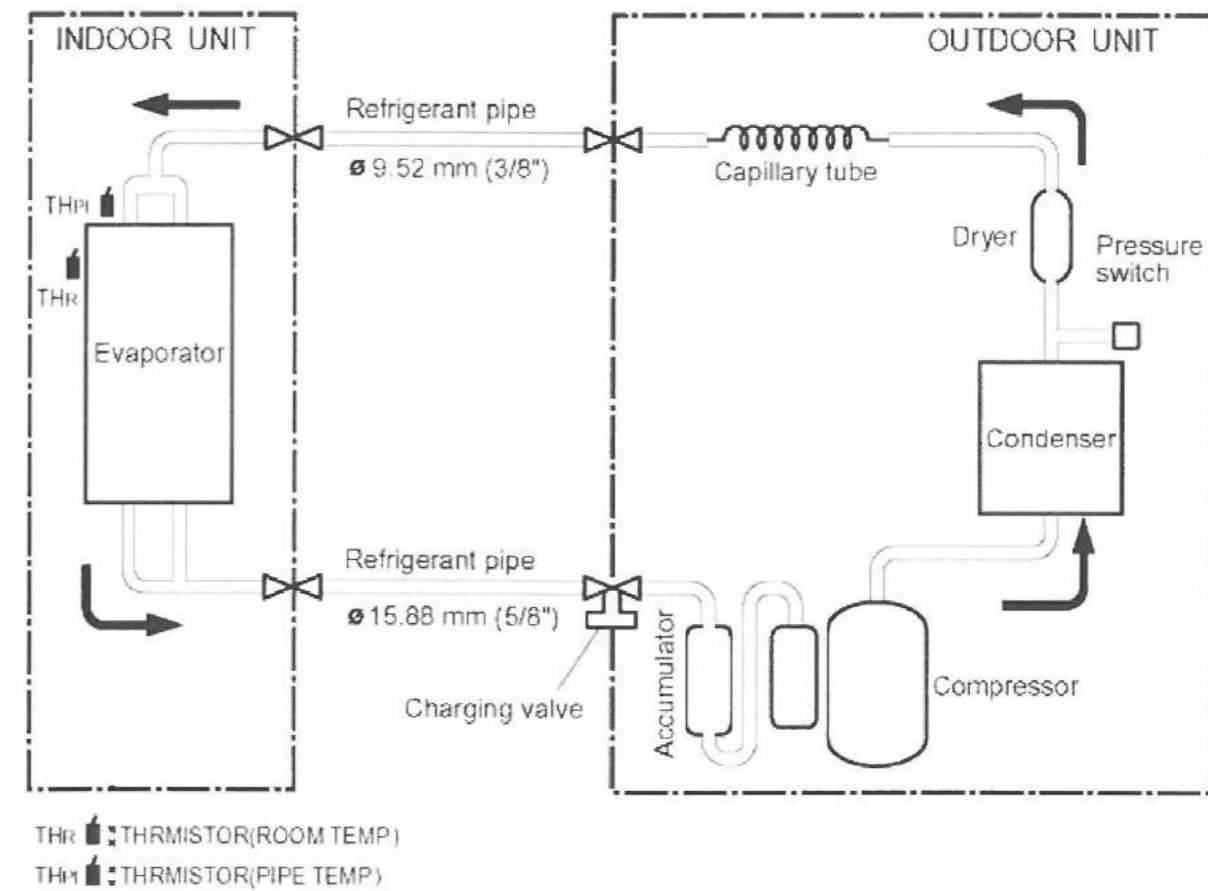 INDOOR UNIT
OUTDOOR UNIT
Refrigerant pipe
ø 9.52 mm (3/8")
Capillary tube
THPI
Dryer
Pressure
switch
THR
Evaporator
Condenser
Refrigerant pipe
ø 15.88 mm (5/8")
Accumulator
Compressor
Charging valve
THR : THRMISTOR(ROOM TEMP.)
THPI : THRMISTOR(PIPE TEMP)